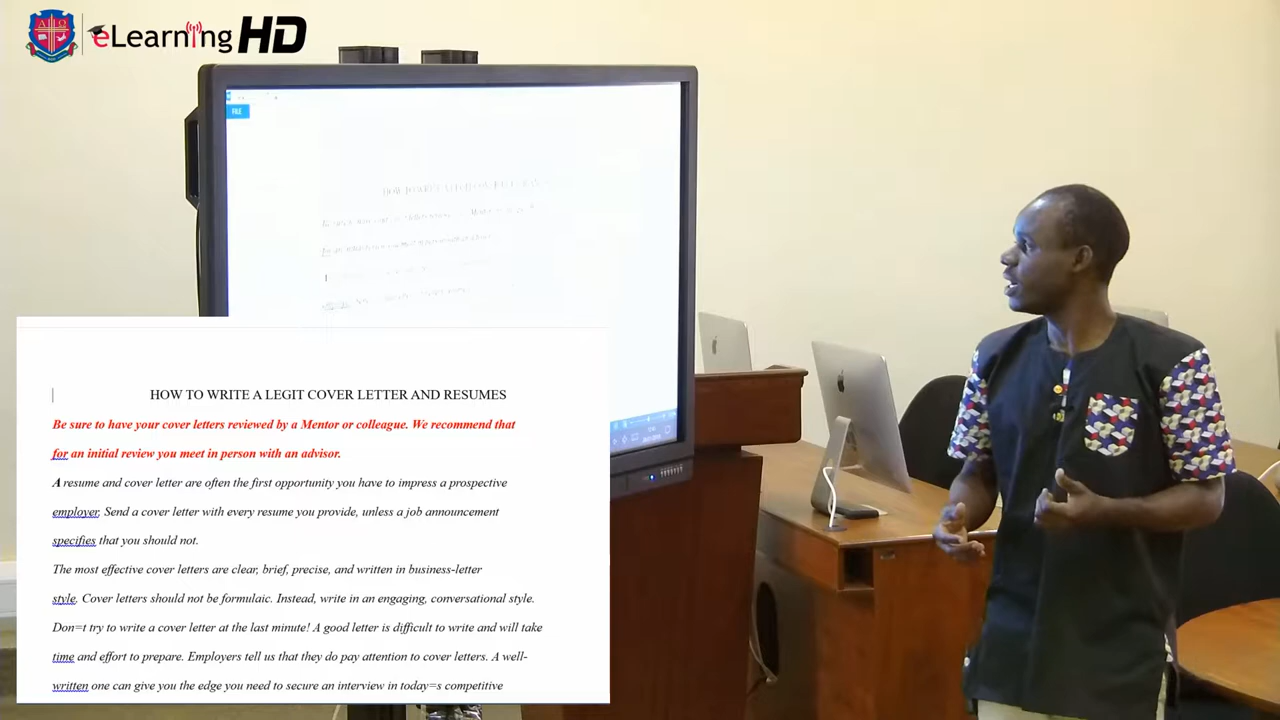 eLearning HD
FILE
HOW TO WRITE A LEGIT COVER LETTER AND RESUMES
Be sure to have your cover letters reviewed by a Mentor or colleague. We recommend that
for an initial review you meet in person with an advisor.
A resume and cover letter are often the first opportunity you have to impress a prospective
employer. Send a cover letter with every resume you provide, unless a job announcement
specifies that you should not.
The most effective cover letters are clear, brief, precise, and written in business-letter
style. Cover letters should not be formulaic. Instead, write in an engaging, conversational style.
Don=t try to write a cover letter at the last minute! A good letter is difficult to write and will take
time and effort to prepare. Employers tell us that they do pay attention to cover letters. A well-
written one can give you the edge you need to secure an interview in today=s competitive